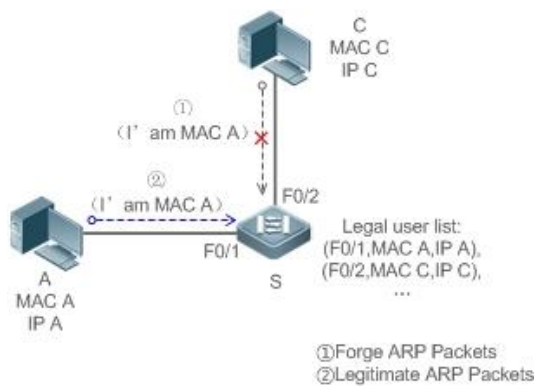 C
MAC C
IP C
①
(I' am MAC A)
②
(I' am MAC A)
F0/2
F0/1
S
A
MAC A
IP A
Legal user list:
(F0/1,MAC A,IP A),
(F0/2,MAC C,IP C),
...
①Forge ARP Packets
②Legitimate ARP Packets